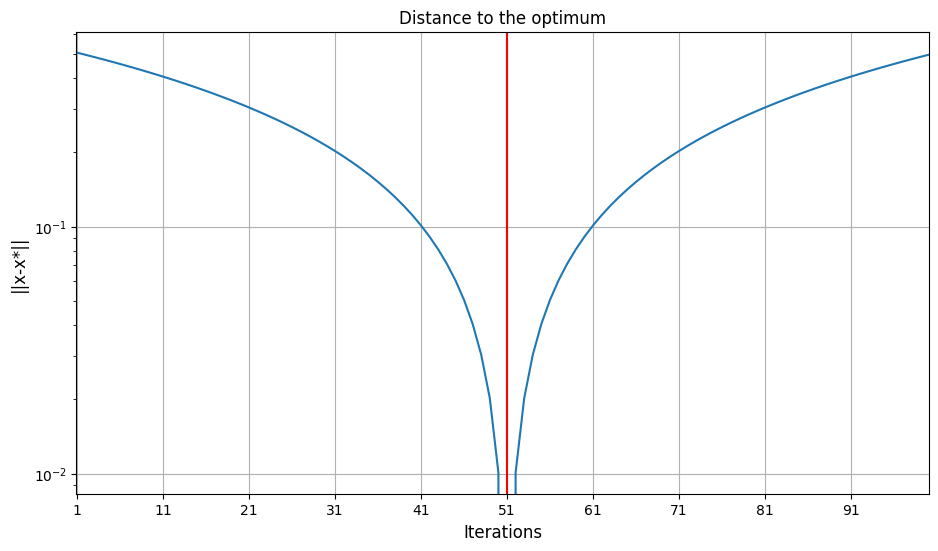 Distance to the optimum
||x-x*||
10⁻¹
10⁻²
1 11 21 31 41 51 61 71 81 91
Iterations